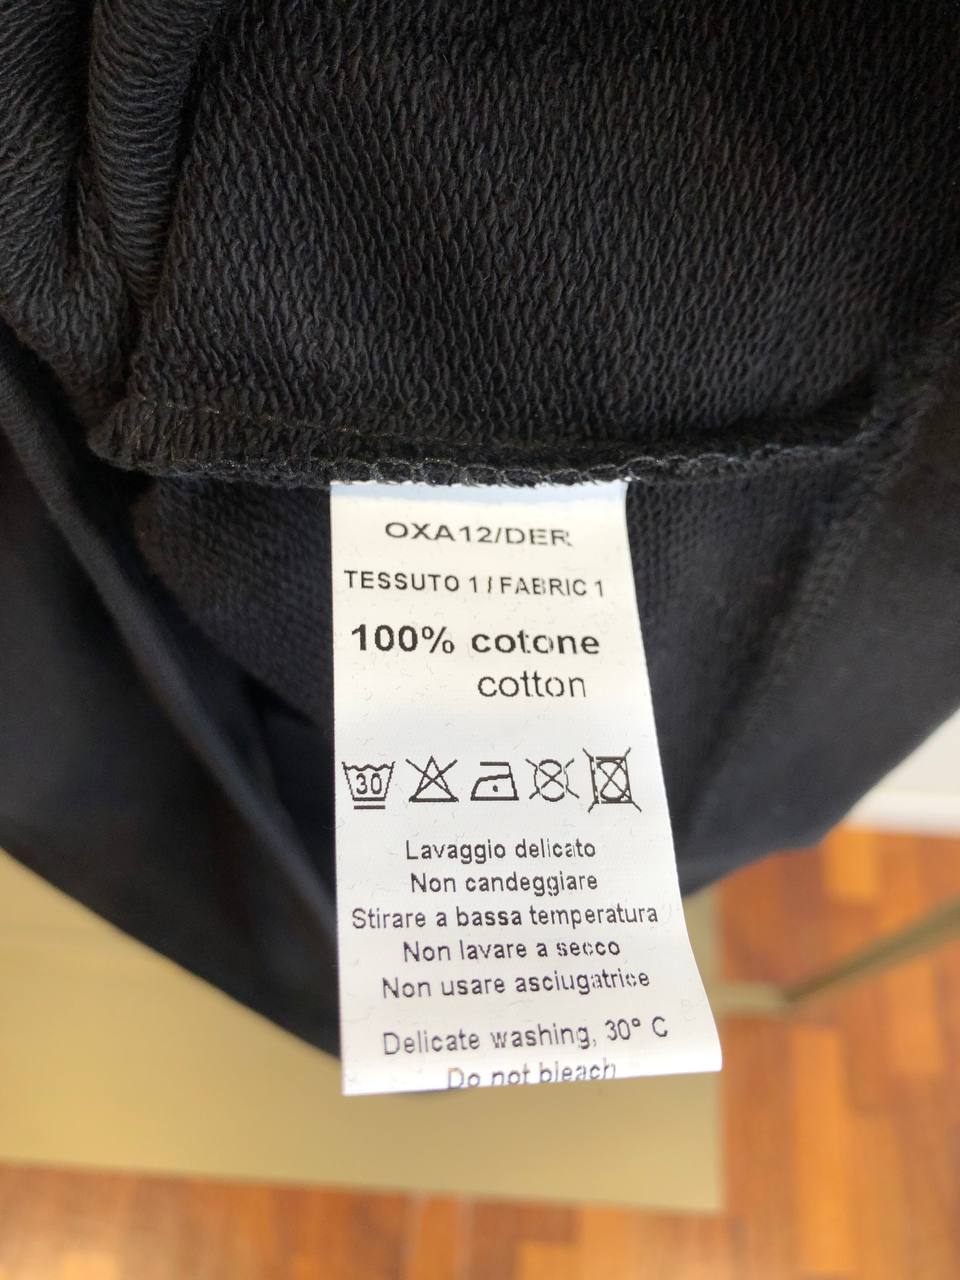 OXA12/DER
TESSUTO 1 / FABRIC 1
100% cotone
cotton
30
Lavaggio delicato
Non candeggiare
Stirare a bassa temperatura
Non lavare a secco
Non usare asciugatrice
Delicate washing, 30° C
Do not bleach